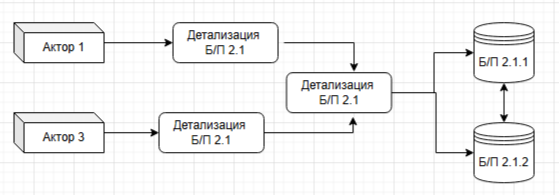 Актор 1
Детализация
Б/П 2.1
Детализация
Б/П 2.1
Б/П 2.1.1
Актор 3
Детализация
Б/П 2.1
Б/П 2.1.2